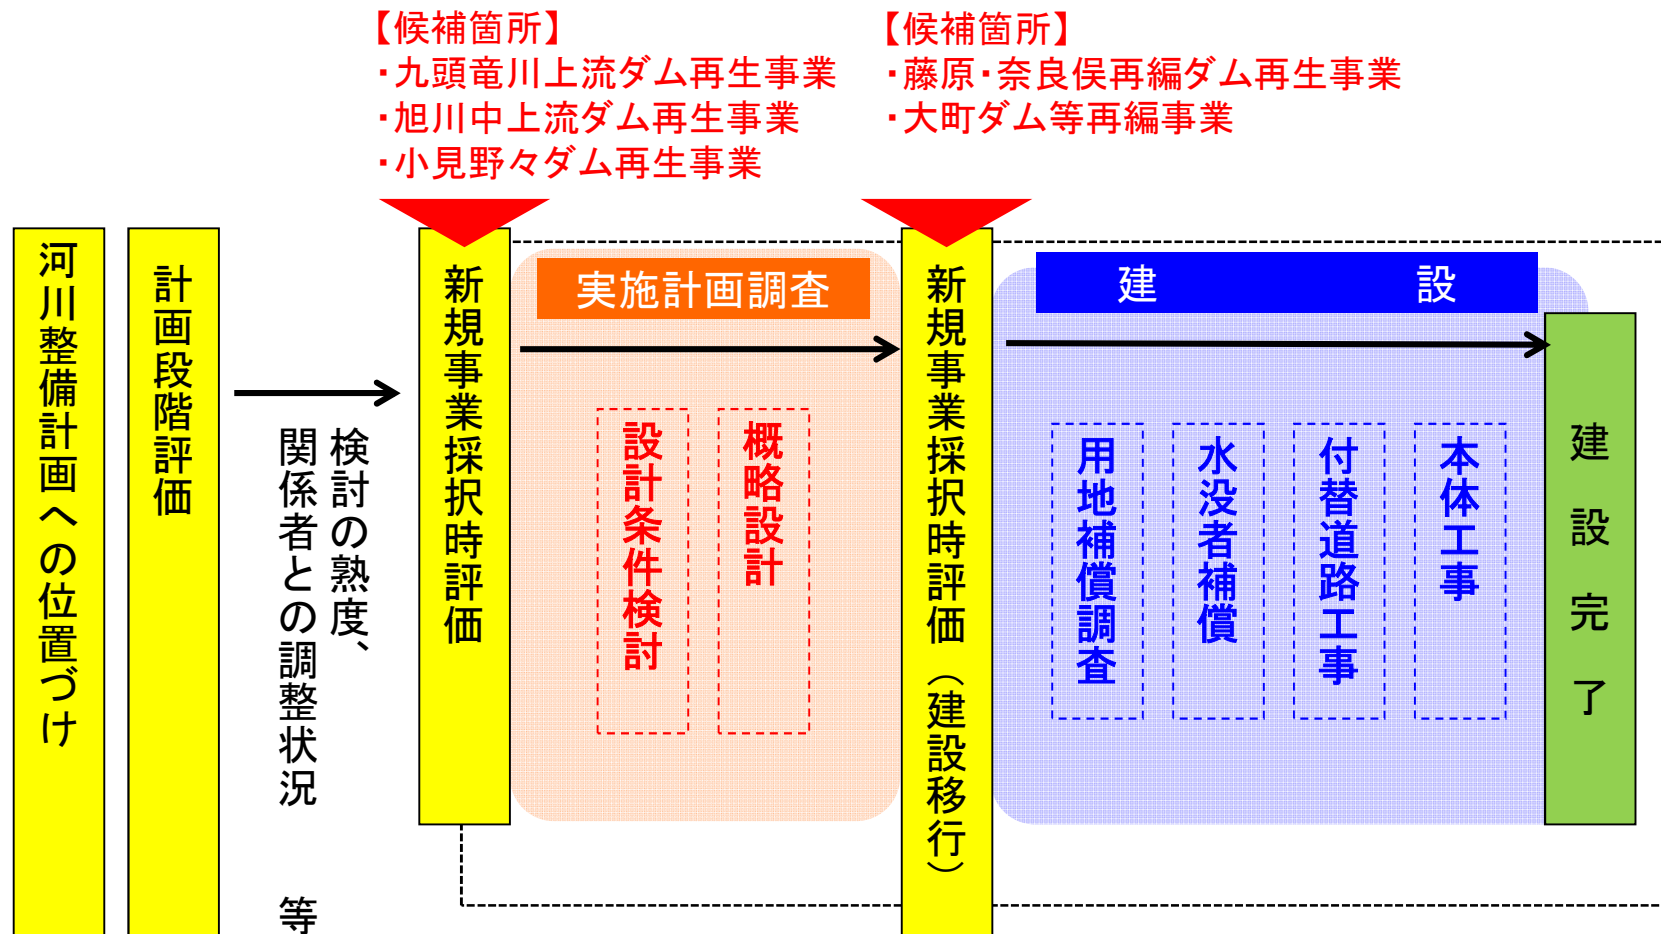 【候補箇所】
・九頭竜川上流ダム再生事業
・旭川中上流ダム再生事業
・小見野々ダム再生事業
【候補箇所】
・藤原・奈良俣再編ダム再生事業
・大町ダム等再編事業
河川整備計画への位置づけ
計画段階評価
検討の熟度、
関係者との調整状況 等
新規事業採択時評価
実施計画調査
設計条件検討
概略設計
新規事業採択時評価（建設移行）
建 設
用地補償調査
水没者補償
付替道路工事
本体工事
建設完了